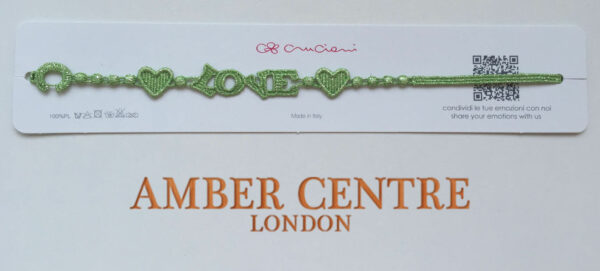 cruciani
LOVE
100%PL
Made in Italy
condividi le tue emozioni con noi
share your emotions with us
AMBER CENTRE
LONDON